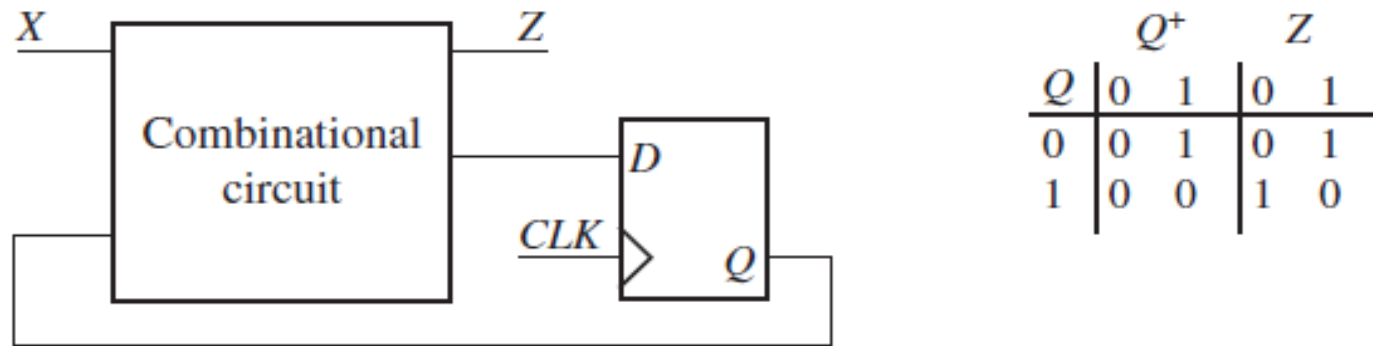 X
Z
Combinational
circuit
D
CLK
Q
Q⁺ Z
Q 0 1 0 1
0 0 1 0 1
1 0 0 1 0